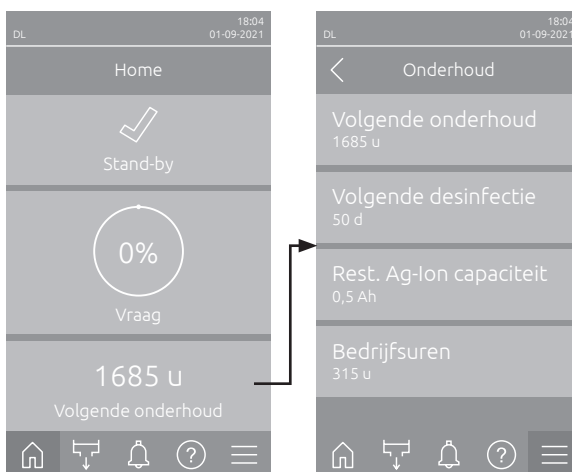 18:04
DL 01-09-2021
Home
Stand-by
0%
Vraag
1685 u
Volgende onderhoud
?
18:04
DL 01-09-2021
Onderhoud
Volgende onderhoud
1685 u
Volgende desinfectie
50 d
Rest. Ag-Ion capaciteit
0,5 Ah
Bedrijfsuren
315 u
?